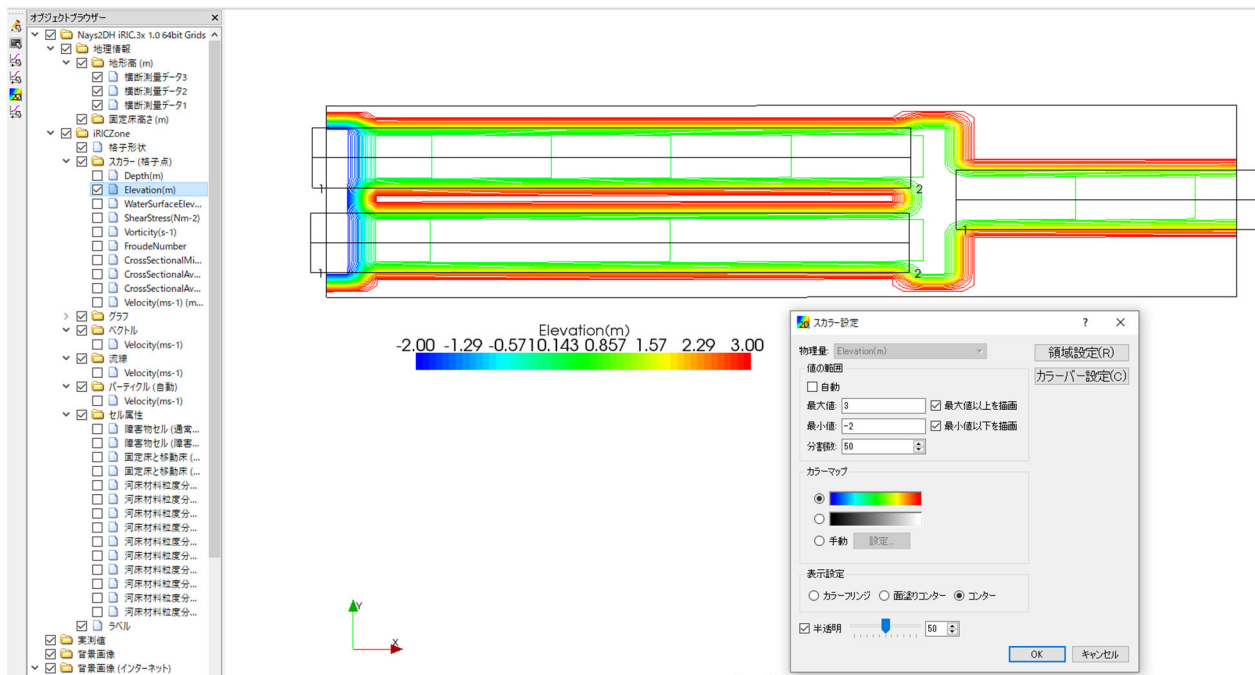 オブジェクトブラウザー
Nays2DH iRIC.3x 1.0 64bit Grids
地理情報
地形高 (m)
横断測量データ3
横断測量データ2
横断測量データ1
固定床高さ (m)
iRICZone
格子形状
スカラー (格子点)
Depth(m)
Elevation(m)
WaterSurfaceElev...
ShearStress(Nm-2)
Vorticity(s-1)
FroudeNumber
CrossSectionalMi...
CrossSectionalAv...
CrossSectionalAv...
Velocity(ms-1) (m...
グラフ
ベクトル
Velocity(ms-1)
流線
Velocity(ms-1)
パーティクル (自動)
Velocity(ms-1)
セル属性
障害物セル (通常...
障害物セル (障害...
固定床と移動床 (...
固定床と移動床 (...
河床材料粒度分...
河床材料粒度分...
河床材料粒度分...
河床材料粒度分...
河床材料粒度分...
河床材料粒度分...
河床材料粒度分...
河床材料粒度分...
河床材料粒度分...
河床材料粒度分...
ラベル
実測値
背景画像
背景画像 (インターネット)
1
2
1
2
1
Elevation(m)
-2.00 -1.29 -0.5710.143 0.857 1.57 2.29 3.00
Y
X
2D スカラー設定 ? ×
物理量: Elevation(m)
領域設定(R)
カラーバー設定(C)
値の範囲
自動
最大値: 3 最大値以上を描画
最小値: -2 最小値以下を描画
分割数: 50
カラーマップ
手動 設定...
表示設定
カラーフリンジ 面塗りコンター コンター
半透明 50
OK キャンセル